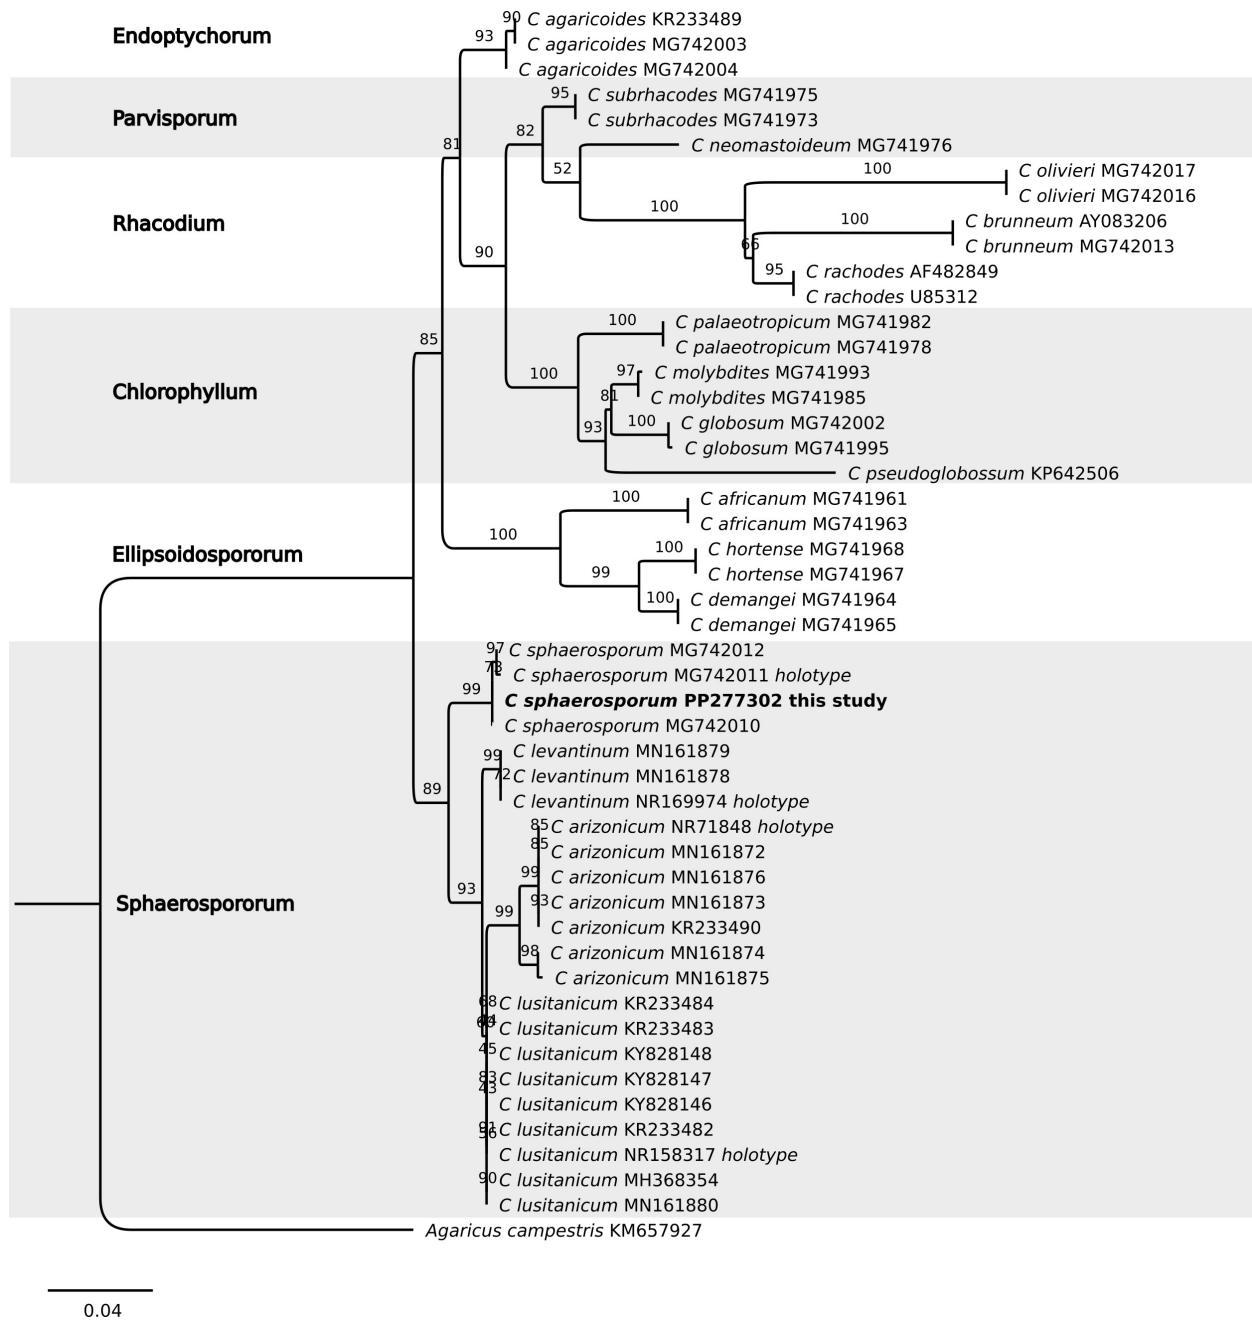 Endoptychorum
90 C agaricoides KR233489
93
C agaricoides MG742003
C agaricoides MG742004
Parvisporum
95 C subrhacodes MG741975
C subrhacodes MG741973
82
C neomastoideum MG741976
81
52
Rhacodium
100 C olivieri MG742017
C olivieri MG742016
100
100 C brunneum AY083206
C brunneum MG742013
66
90
95 C rachodes AF482849
C rachodes U85312
Chlorophyllum
85
100 C palaeotropicum MG741982
C palaeotropicum MG741978
100
97 C molybdites MG741993
C molybdites MG741985
81
100 C globosum MG742002
93
C globosum MG741995
C pseudoglobossum KP642506
Ellipsoidospororum
100 C africanum MG741961
C africanum MG741963
100
100 C hortense MG741968
C hortense MG741967
99
100 C demangei MG741964
C demangei MG741965
Sphaerospororum
97 C sphaerosporum MG742012
73
C sphaerosporum MG742011 holotype
99
C sphaerosporum PP277302 this study
C sphaerosporum MG742010
99 C levantinum MN161879
72 C levantinum MN161878
89
C levantinum NR169974 holotype
85 C arizonicum NR71848 holotype
85 C arizonicum MN161872
99 C arizonicum MN161876
93
93 C arizonicum MN161873
99
C arizonicum KR233490
98 C arizonicum MN161874
C arizonicum MN161875
68 C lusitanicum KR233484
C lusitanicum KR233483
45 C lusitanicum KY828148
83 C lusitanicum KY828147
43
C lusitanicum KY828146
91 C lusitanicum KR233482
56
C lusitanicum NR158317 holotype
90 C lusitanicum MH368354
C lusitanicum MN161880
Agaricus campestris KM657927
0.04